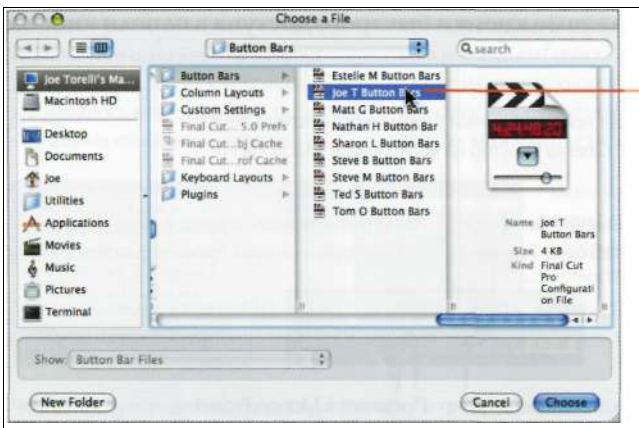 Choose a File
Button Bars
search
Joe Torelli's Ma...
Macintosh HD
Desktop
Documents
Joe
Utilities
Applications
Movies
Music
Pictures
Terminal
Button Bars
Column Layouts
Custom Settings
Final Cut... 5.0 Prefs
Final Cut...bj Cache
Final Cut...rof Cache
Keyboard Layouts
Plugins
Estelle M Button Bars
Joe T Button Bars
Matt G Button Bars
Nathan H Button Bar
Sharon L Button Bars
Steve B Button Bars
Steve M Button Bars
Ted S Button Bars
Tom O Button Bars
4:24:48:20
Name Joe T
Button Bars
Size 4 KB
Kind Final Cut
Pro
Configurati
on File
Show: Button Bar Files
New Folder
Cancel
Choose